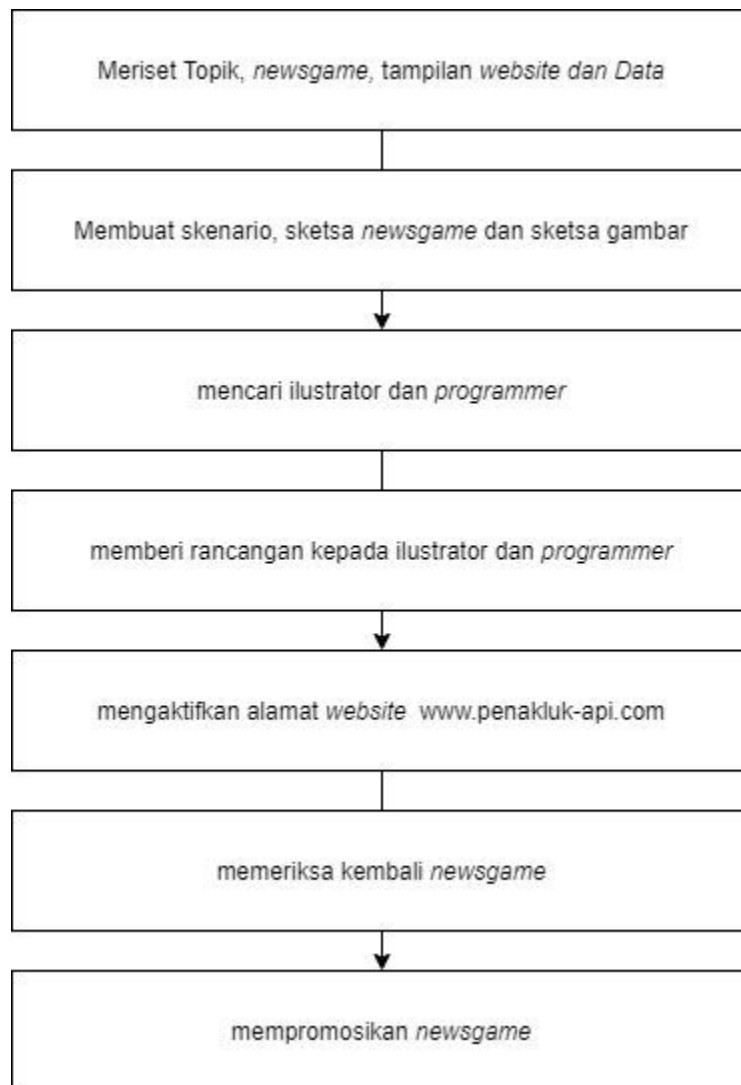 Meriset Topik, newsgame, tampilan website dan Data
Membuat skenario, sketsa newsgame dan sketsa gambar
mencari ilustrator dan programmer
memberi rancangan kepada ilustrator dan programmer
mengaktifkan alamat website www.penakluk-api.com
memeriksa kembali newsgame
mempromosikan newsgame